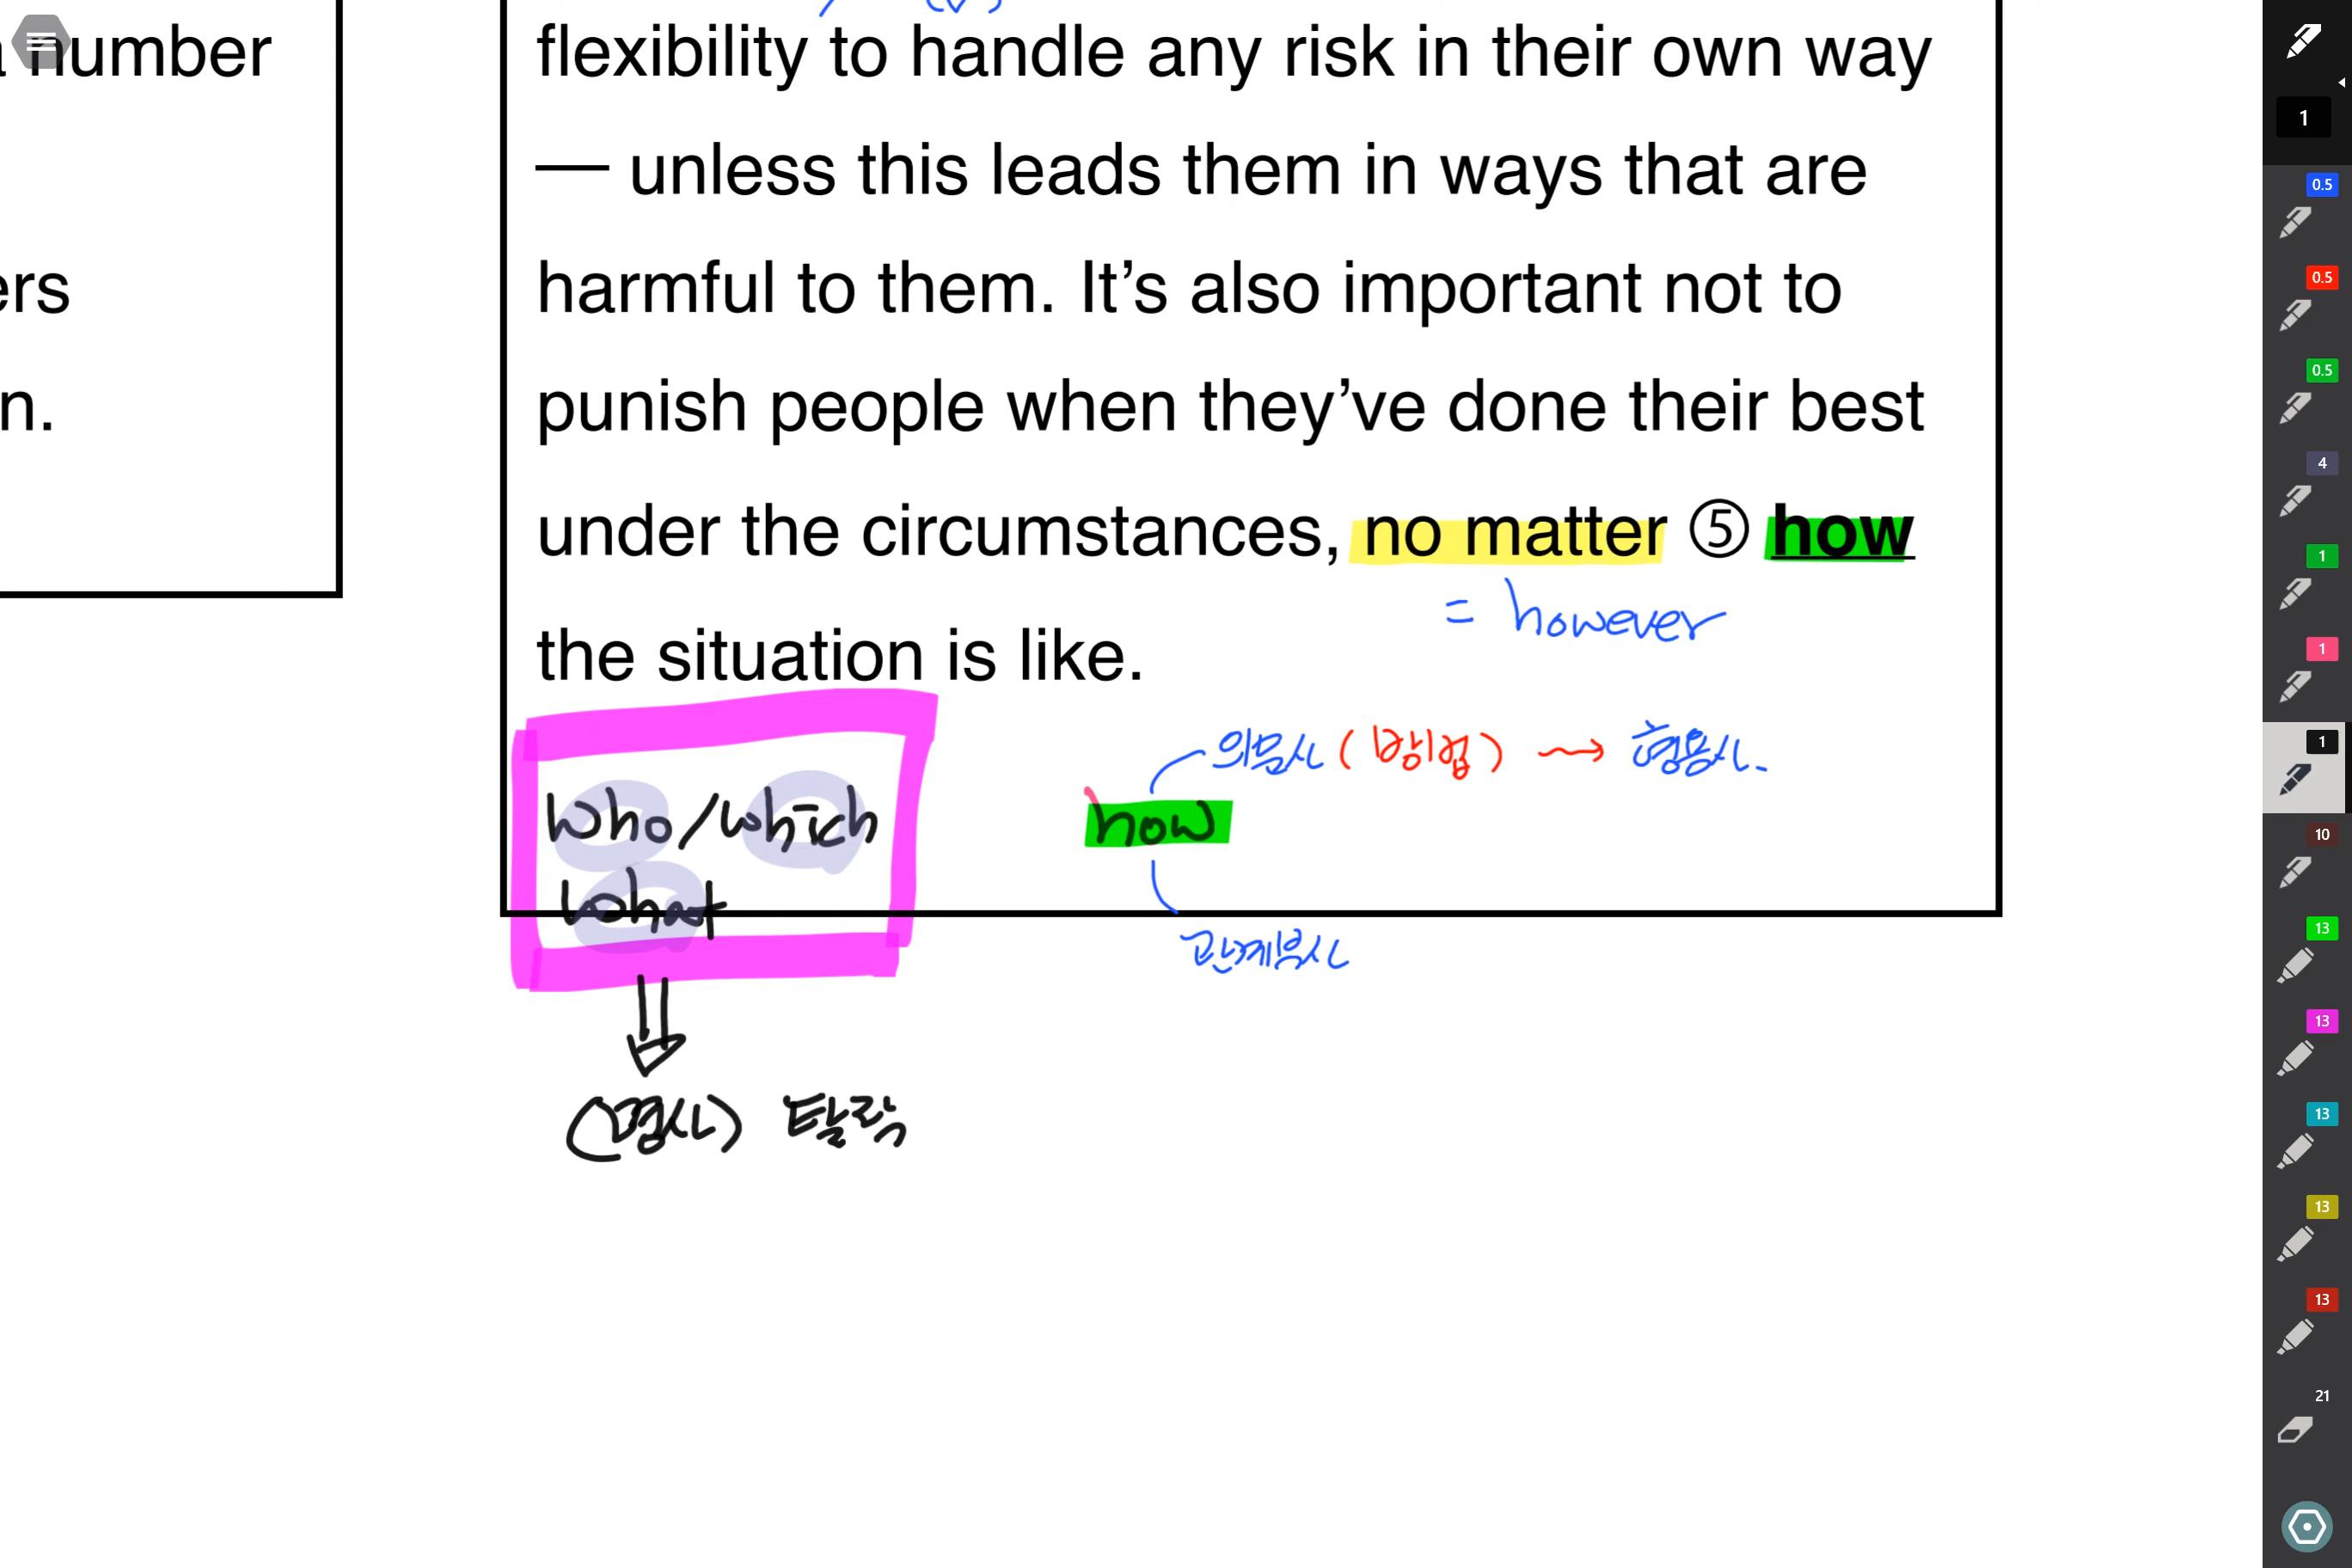 number
ers
n.
flexibility to handle any risk in their own way
— unless this leads them in ways that are
harmful to them. It’s also important not to
punish people when they’ve done their best
under the circumstances, no matter ⑤ how
= however
the situation is like.
의문사 (방법) → 형용사.
who/which
how
what
관계부사
(명사) 탈락
1
0.5
0.5
0.5
4
1
1
1
10
13
13
13
13
13
21